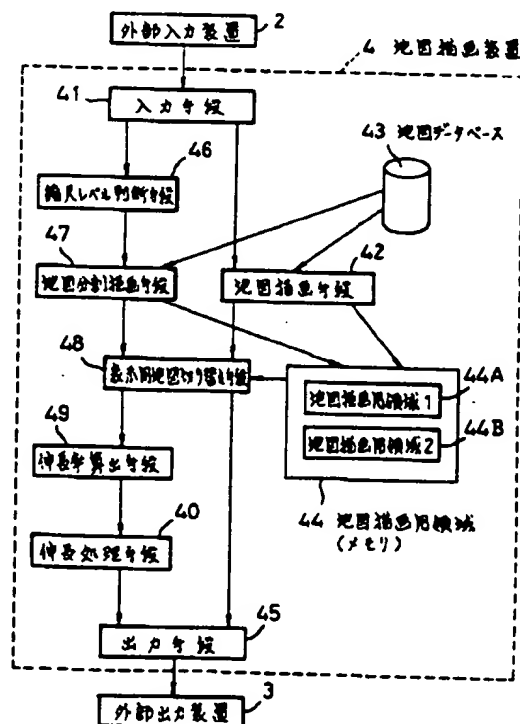 2
外部入力装置
4 地図描画装置
41
入力手段
43 地図データベース
46
縮尺レベル判断手段
47
地図分割描画手段
42
地図描画手段
48
表示用地図切り替え手段
44A
地図描画用領域1
44B
地図描画用領域2
49
伸長率算出手段
44 地図描画用領域
(メモリ)
40
伸長処理手段
45
出力手段
3
外部出力装置